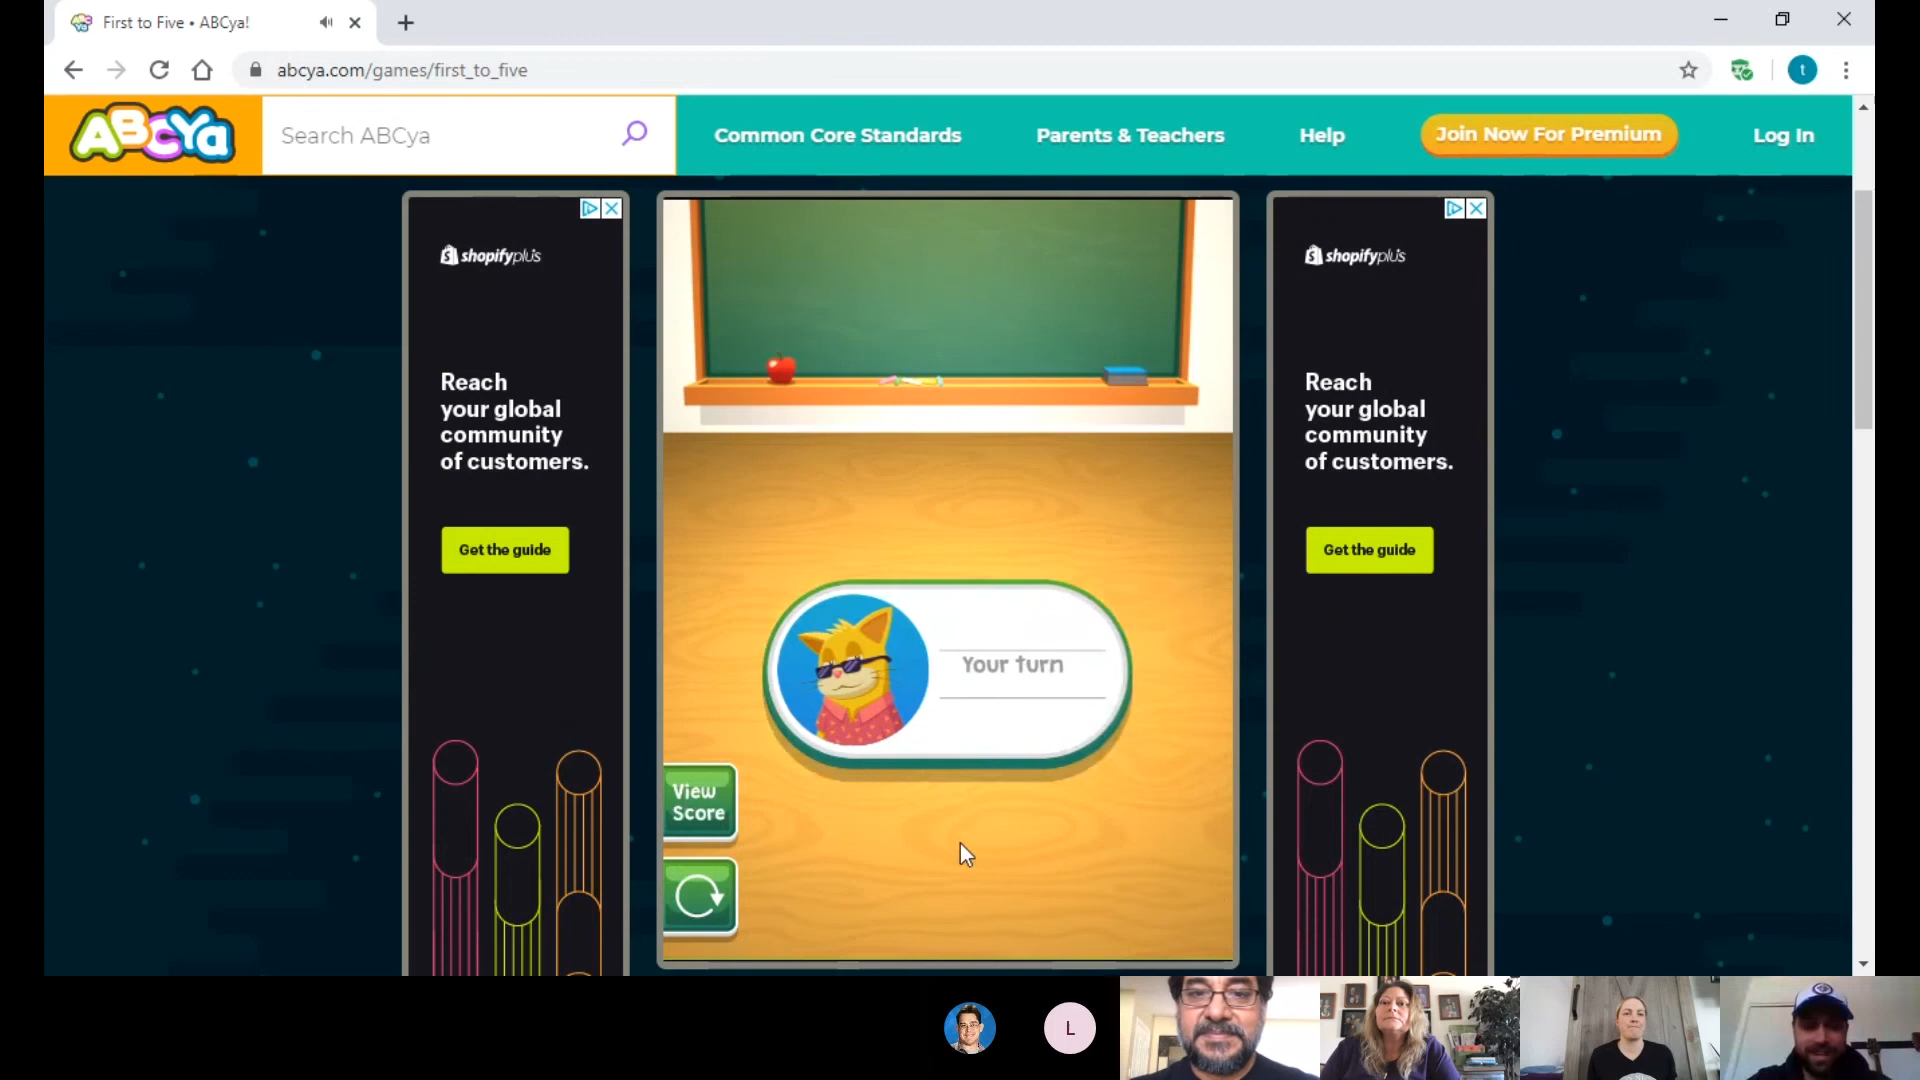 First to Five • ABCya!
abcya.com/games/first_to_five
t
ABCYa
Search ABCya
Common Core Standards
Parents & Teachers
Help
Join Now For Premium
Log In
shopifyplus
Reach
your global
community
of customers.
Get the guide
Your turn
View
Score
shopifyplus
Reach
your global
community
of customers.
Get the guide
L